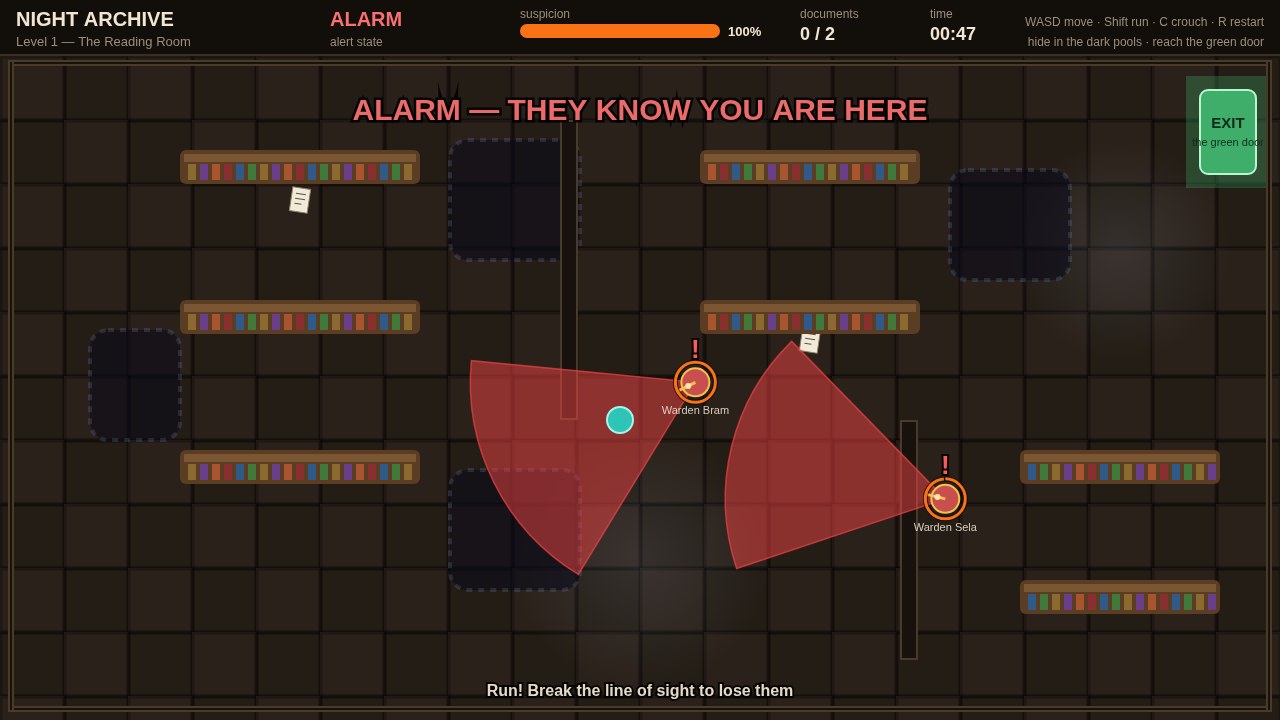 NIGHT ARCHIVE
Level 1 — The Reading Room
ALARM
alert state
suspicion
100%
documents
0 / 2
time
00:47
WASD move · Shift run · C crouch · R restart
hide in the dark pools · reach the green door
ALARM — THEY KNOW YOU ARE HERE
EXIT
the green door
!
Warden Bram
!
Warden Sela
Run! Break the line of sight to lose them